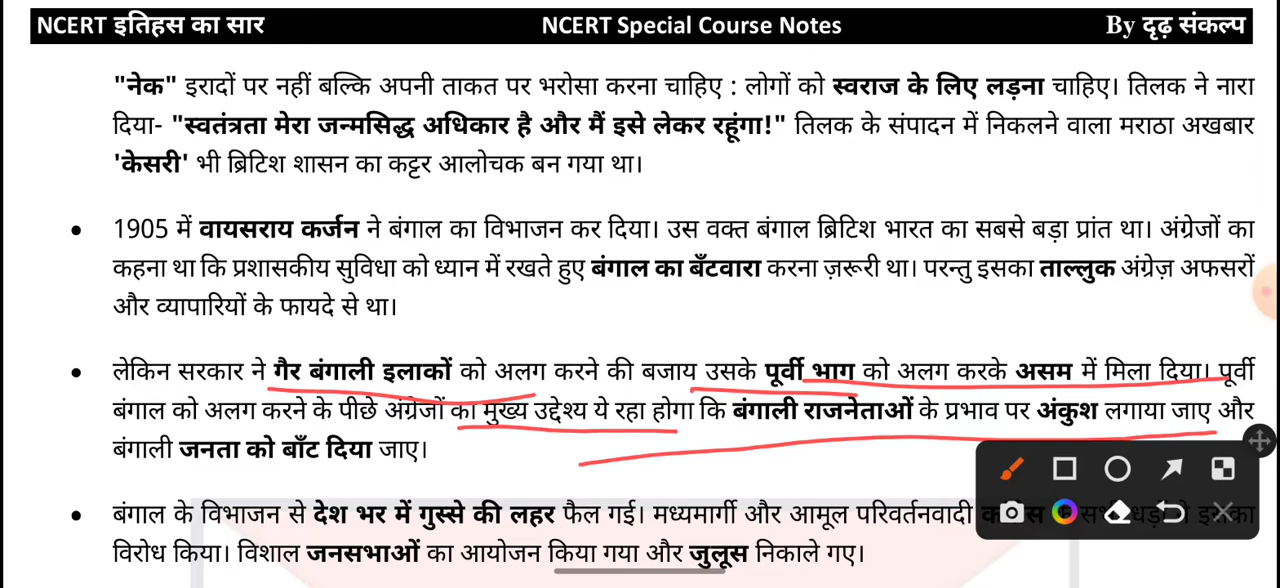 NCERT इतिहस का सार NCERT Special Course Notes By दृढ़ संकल्प
"नेक" इरादों पर नहीं बल्कि अपनी ताकत पर भरोसा करना चाहिए : लोगों को स्वराज के लिए लड़ना चाहिए। तिलक ने नारा
दिया- "स्वतंत्रता मेरा जन्मसिद्ध अधिकार है और मैं इसे लेकर रहूंगा!" तिलक के संपादन में निकलने वाला मराठा अखबार
'केसरी' भी ब्रिटिश शासन का कट्टर आलोचक बन गया था।
• 1905 में वायसराय कर्जन ने बंगाल का विभाजन कर दिया। उस वक्त बंगाल ब्रिटिश भारत का सबसे बड़ा प्रांत था। अंग्रेजों का
कहना था कि प्रशासकीय सुविधा को ध्यान में रखते हुए बंगाल का बँटवारा करना ज़रूरी था। परन्तु इसका ताल्लुक अंग्रेज़ अफसरों
और व्यापारियों के फायदे से था।
• लेकिन सरकार ने गैर बंगाली इलाकों को अलग करने की बजाय उसके पूर्वी भाग को अलग करके असम में मिला दिया। पूर्वी
बंगाल को अलग करने के पीछे अंग्रेजों का मुख्य उद्देश्य ये रहा होगा कि बंगाली राजनेताओं के प्रभाव पर अंकुश लगाया जाए और
बंगाली जनता को बाँट दिया जाए।
• बंगाल के विभाजन से देश भर में गुस्से की लहर फैल गई। मध्यमार्गी और आमूल परिवर्तनवादी
विरोध किया। विशाल जनसभाओं का आयोजन किया गया और जुलूस निकाले गए।